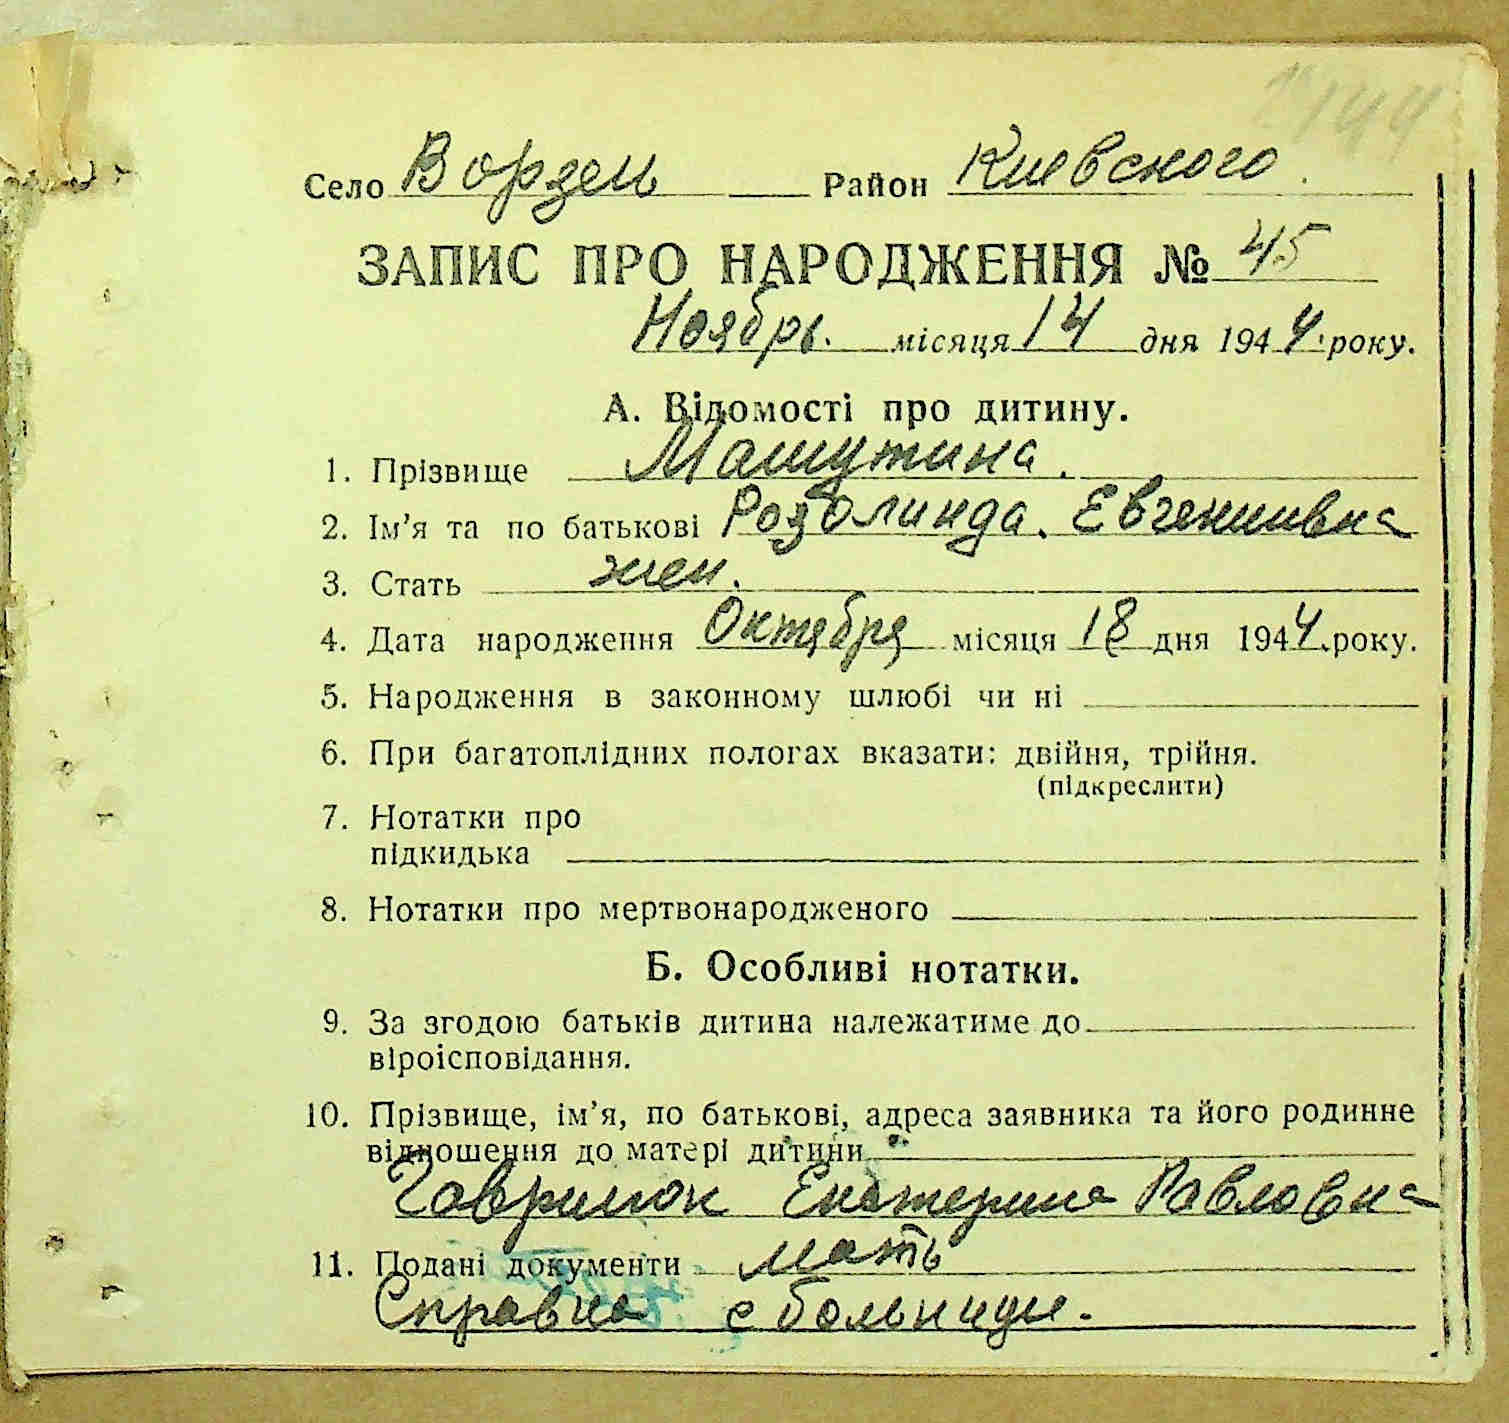 Село Ворзель Район Киевского.
ЗАПИС ПРО НАРОДЖЕННЯ № 45
Ноябрь. місяця 14 дня 1944. року.
А. Відомості про дитину.
1. Прізвище Машутина.
2. Ім’я та по батькові Розолинда. Евгениивна
3. Стать жен.
4. Дата народження Октября місяця 18 дня 1944. року.
5. Народження в законному шлюбі чи ні
6. При багатоплідних пологах вказати: двійня, трійня.
(підкреслити)
7. Нотатки про
підкидька
8. Нотатки про мертвонародженого
Б. Особливі нотатки.
9. За згодою батьків дитина належатиме до
віроісповідання.
10. Прізвище, ім’я, по батькові, адреса заявника та його родинне
відношення до матері дитини
Гаврилюк Екатерина Павловна
11. Подані документи мать
Справка с больници.